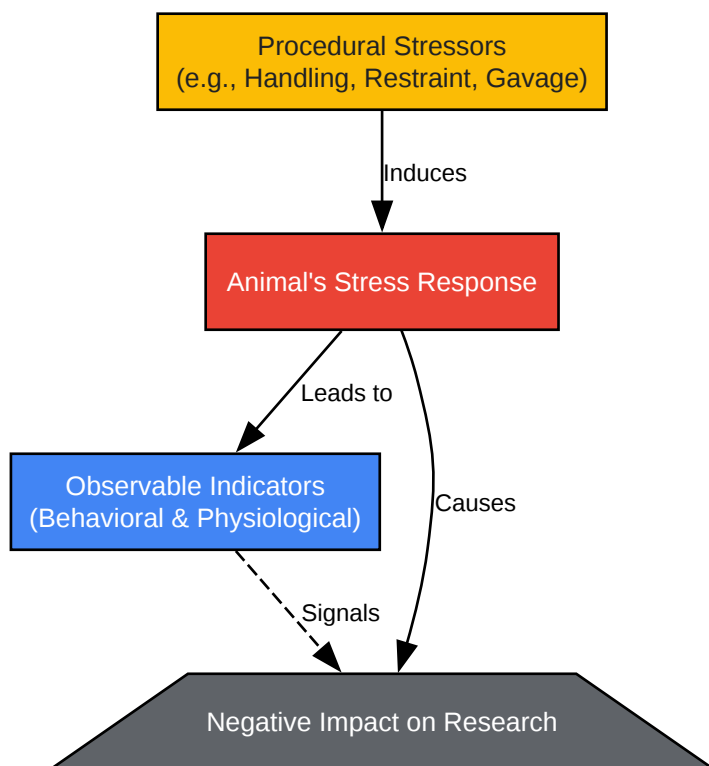 Procedural Stressors
(e.g., Handling, Restraint, Gavage)
Induces
Animal's Stress Response
Leads to
Observable Indicators
(Behavioral & Physiological)
Causes
Signals
Negative Impact on Research